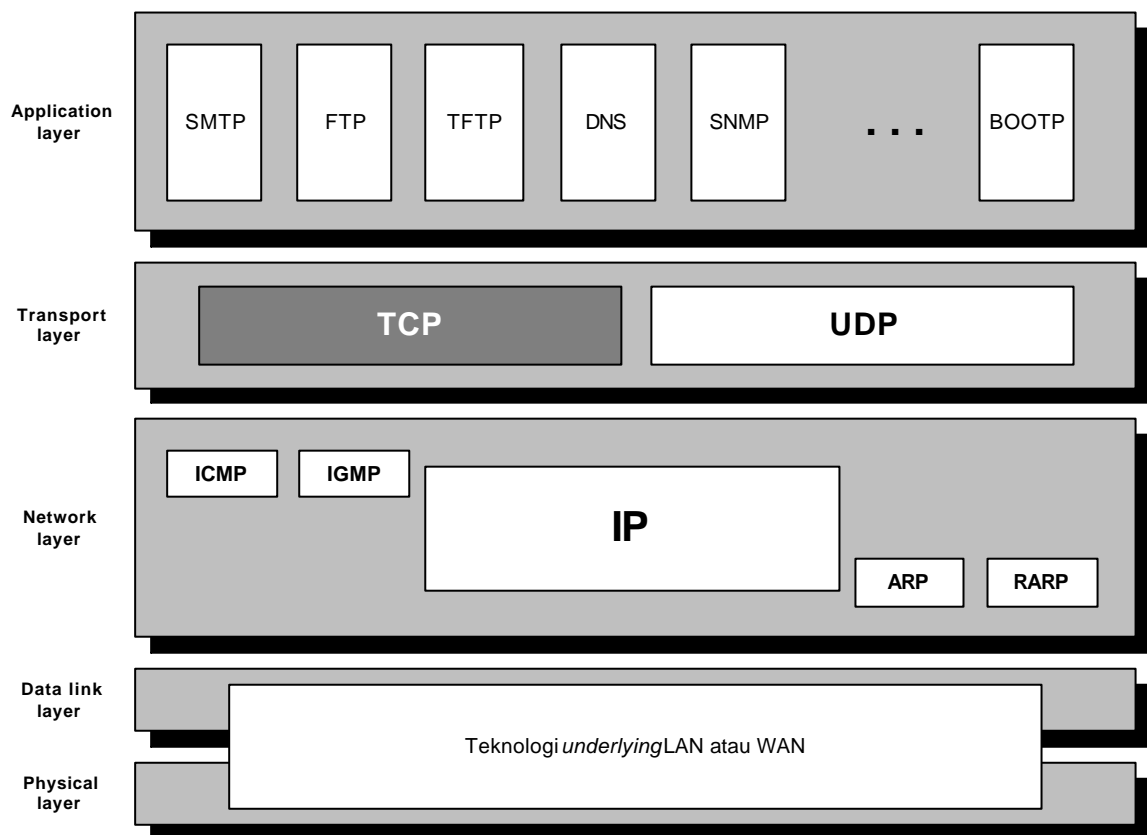 Application
layer
SMTP
FTP
TFTP
DNS
SNMP
. . .
BOOTP
Transport
layer
TCP
UDP
Network
layer
ICMP
IGMP
IP
ARP
RARP
Data link
layer
Teknologi underlying LAN atau WAN
Physical
layer